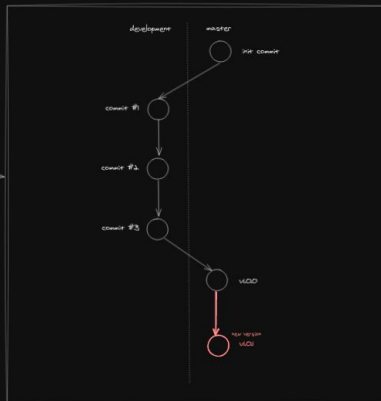 development
master
init commit
commit #1
commit #2
commit #3
v1.0.0
new version
v1.0.1